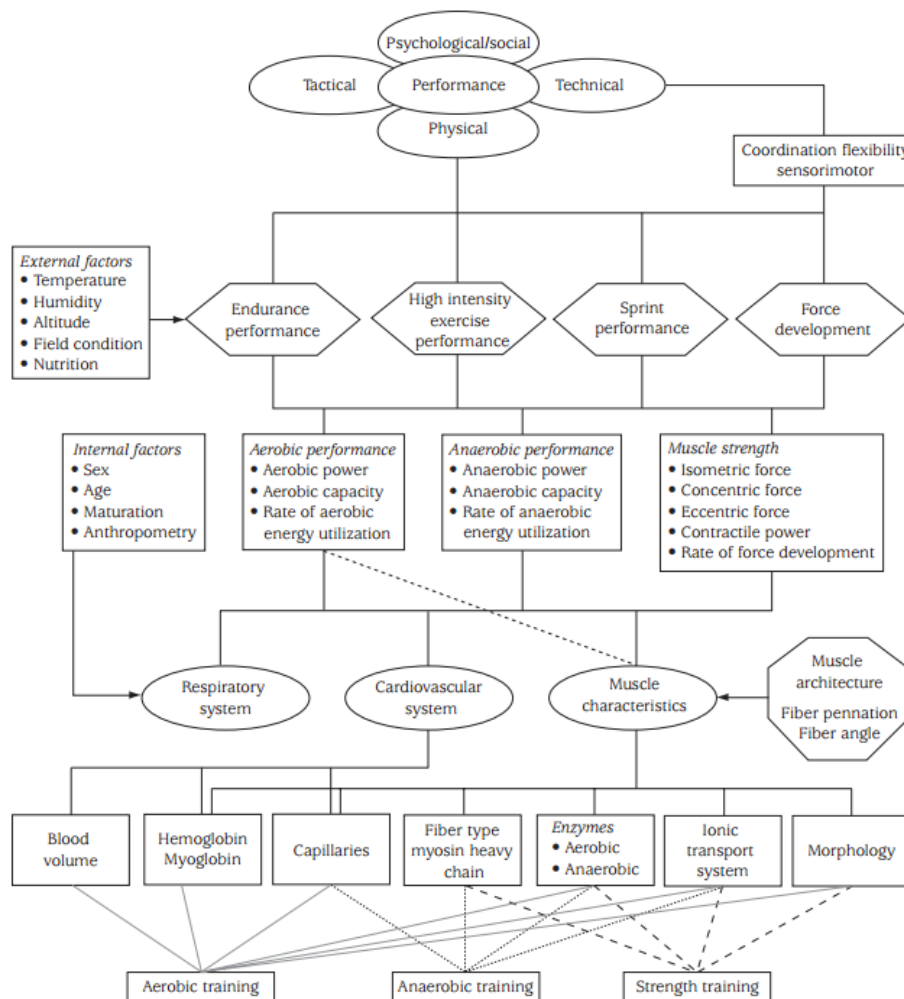 Psychological/social
Tactical
Performance
Technical
Physical
Coordination flexibility
sensorimotor
External factors
• Temperature
• Humidity
• Altitude
• Field condition
• Nutrition
Endurance
performance
High intensity
exercise
performance
Sprint
performance
Force
development
Internal factors
• Sex
• Age
• Maturation
• Anthropometry
Aerobic performance
• Aerobic power
• Aerobic capacity
• Rate of aerobic
energy utilization
Anaerobic performance
• Anaerobic power
• Anaerobic capacity
• Rate of anaerobic
energy utilization
Muscle strength
• Isometric force
• Concentric force
• Eccentric force
• Contractile power
• Rate of force development
Respiratory
system
Cardiovascular
system
Muscle
characteristics
Muscle
architecture
Fiber pennation
Fiber angle
Blood
volume
Hemoglobin
Myoglobin
Capillaries
Fiber type
myosin heavy
chain
Enzymes
• Aerobic
• Anaerobic
Ionic
transport
system
Morphology
Aerobic training
Anaerobic training
Strength training